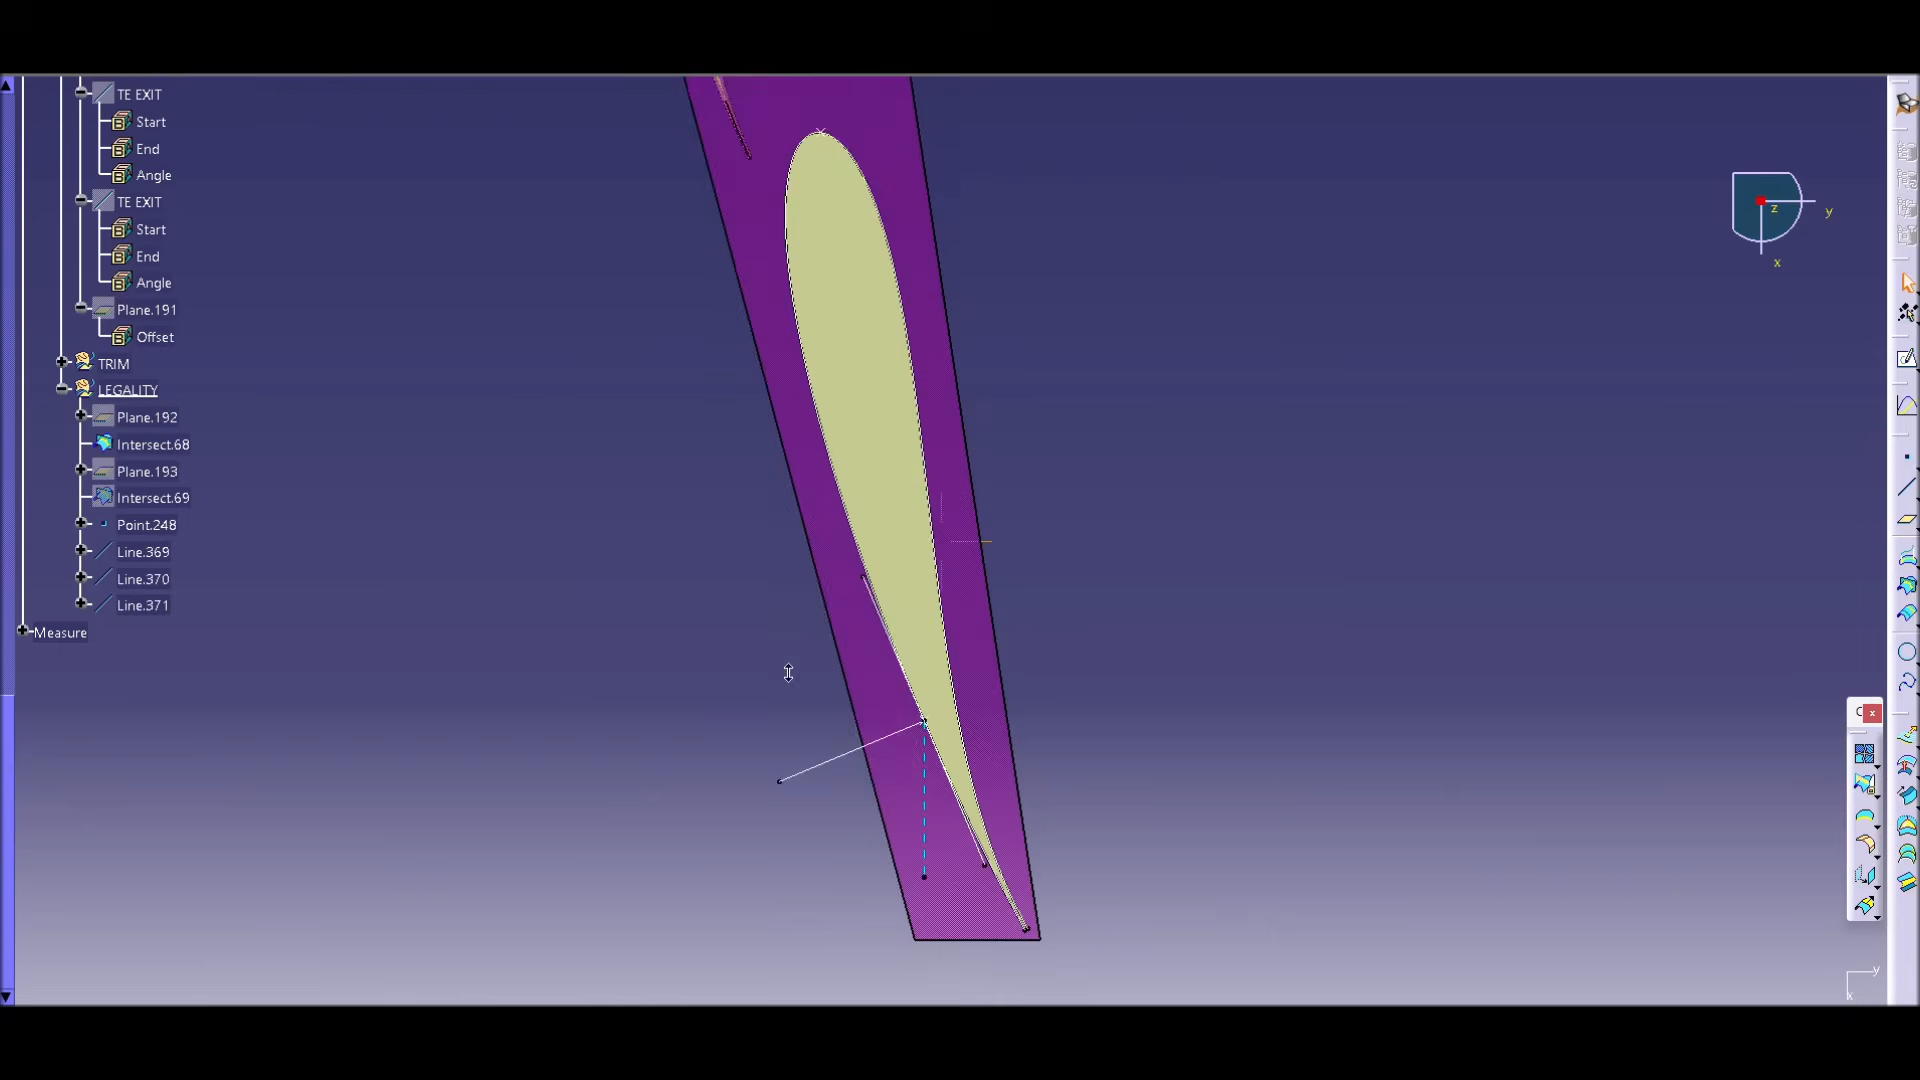 TE EXIT
Start
End
Angle
TE EXIT
Start
End
Angle
Plane.191
Offset
TRIM
LEGALITY
Plane.192
Intersect.68
Plane.193
Intersect.69
Point.248
Line.369
Line.370
Line.371
Measure
z
y
x
C
x
y
x